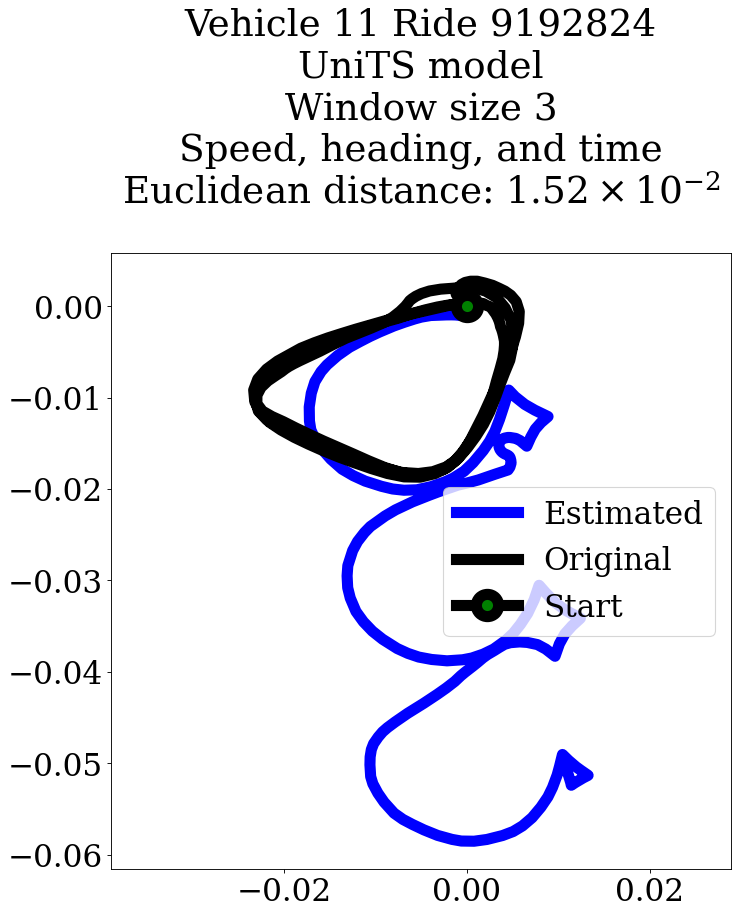 Vehicle 11 Ride 9192824
UniTS model
Window size 3
Speed, heading, and time
Euclidean distance: 1.52 × 10⁻²
0.00
−0.01
−0.02
−0.03
−0.04
−0.05
−0.06
Estimated
Original
Start
−0.02 0.00 0.02